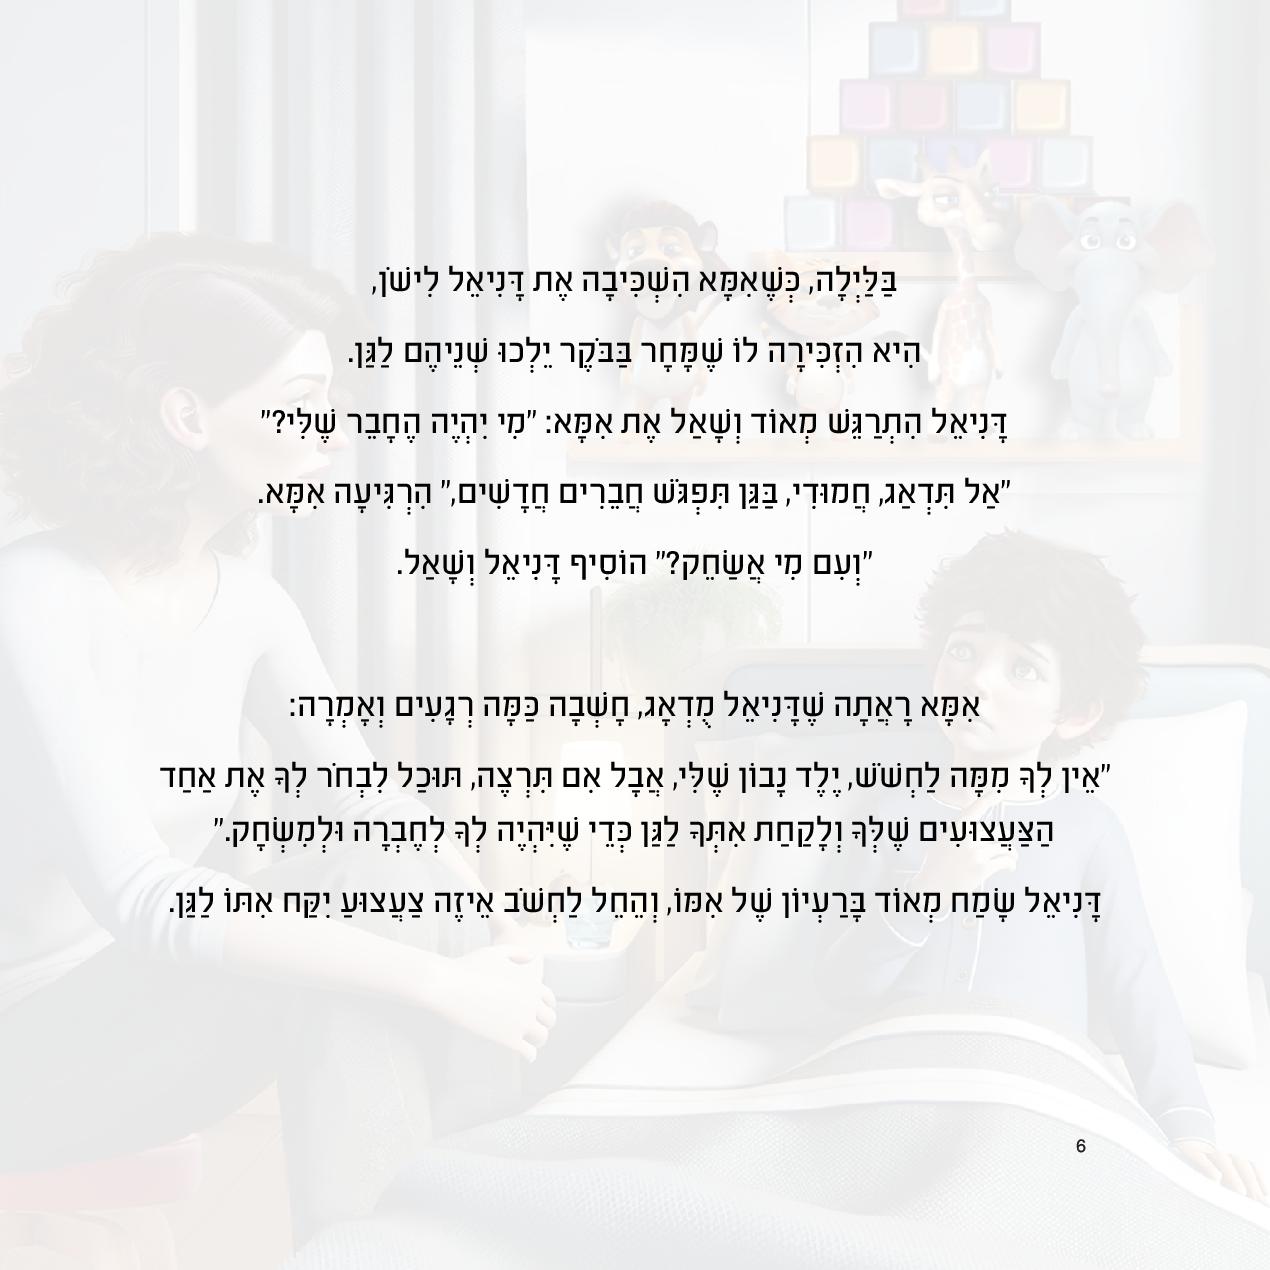 בַּלַּיְלָה, כְּשֶׁאִמָּא הִשְׁכִּיבָה אֶת דָּנִיאֵל לִישֹׁן,
הִיא הִזְכִּירָה לוֹ שֶׁמָּחָר בַּבֹּקֶר יֵלְכוּ שְׁנֵיהֶם לַגַּן.
דָּנִיאֵל הִתְרַגֵּשׁ מְאוֹד וְשָׁאַל אֶת אִמָּא: "מִי יִהְיֶה הֶחָבֵר שֶׁלִּי?"
"אַל תִּדְאַג, חֲמוּדִי, בַּגַּן תִּפְגֹּשׁ חֲבֵרִים חֲדָשִׁים," הִרְגִּיעָה אִמָּא.
"וְעִם מִי אֲשַׂחֵק?" הוֹסִיף דָּנִיאֵל וְשָׁאַל.
אִמָּא רָאֲתָה שֶׁדָּנִיאֵל מֻדְאָג, חָשְׁבָה כַּמָּה רְגָעִים וְאָמְרָה:
"אֵין לְךָ מִמָּה לַחְשֹׁשׁ, יֶלֶד נָבוֹן שֶׁלִּי, אֲבָל אִם תִּרְצֶה, תּוּכַל לִבְחֹר לְךָ אֶת אַחַד
הַצַּעֲצוּעִים שֶׁלְּךָ וְלָקַחַת אִתְּךָ לַגַּן כְּדֵי שֶׁיִּהְיֶה לְךָ לְחֶבְרָה וּלְמִשְׂחָק."
דָּנִיאֵל שָׂמַח מְאוֹד בָּרַעְיוֹן שֶׁל אִמּוֹ, וְהֵחֵל לַחְשֹׁב אֵיזֶה צַעֲצוּעַ יִקַּח אִתּוֹ לַגַּן.
6